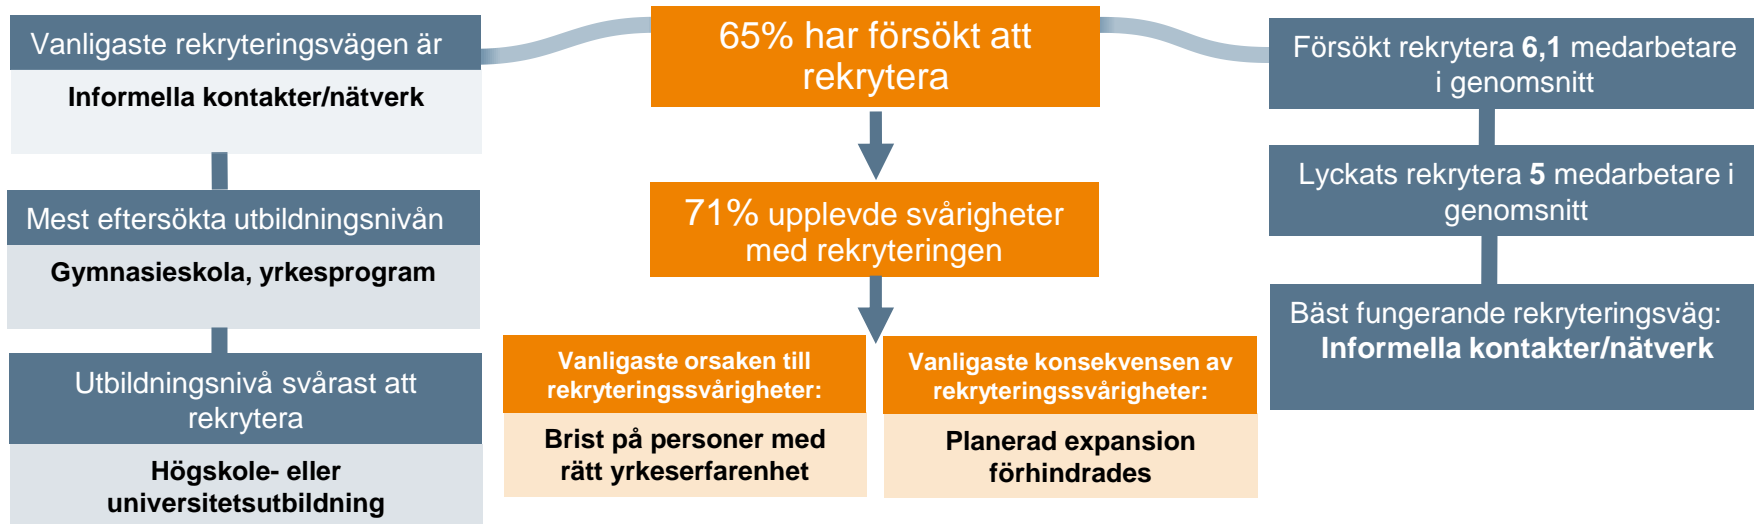 Vanligaste rekryteringsvägen är
Informella kontakter/nätverk
Mest eftersökta utbildningsnivån
Gymnasieskola, yrkesprogram
Utbildningsnivå svårast att
rekrytera
Högskole- eller
universitetsutbildning
65% har försökt att
rekrytera
71% upplevde svårigheter
med rekryteringen
Vanligaste orsaken till
rekryteringssvårigheter:
Brist på personer med
rätt yrkeserfarenhet
Vanligaste konsekvensen av
rekryteringssvårigheter:
Planerad expansion
förhindrades
Försökt rekrytera 6,1 medarbetare
i genomsnitt
Lyckats rekrytera 5 medarbetare i
genomsnitt
Bäst fungerande rekryteringsväg:
Informella kontakter/nätverk